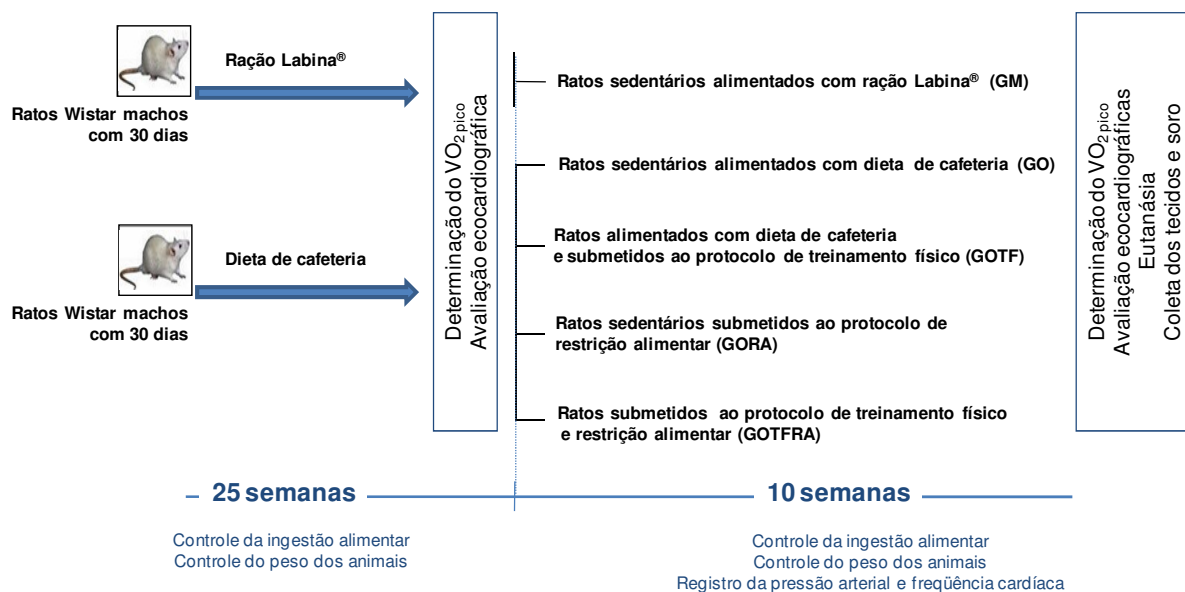 Ração Labina®
Ratos Wistar machos
com 30 dias
Dieta de cafeteria
Ratos Wistar machos
com 30 dias
Determinação do VO2 pico
Avaliação ecocardiográfica
Ratos sedentários alimentados com ração Labina® (GM)
Ratos sedentários alimentados com dieta de cafeteria (GO)
Ratos alimentados com dieta de cafeteria
e submetidos ao protocolo de treinamento físico (GOTF)
Ratos sedentários submetidos ao protocolo de
restrição alimentar (GORA)
Ratos submetidos ao protocolo de treinamento físico
e restrição alimentar (GOTFRA)
Determinação do VO2 pico
Avaliação ecocardiográficas
Eutanásia
Coleta dos tecidos e soro
25 semanas
10 semanas
Controle da ingestão alimentar
Controle do peso dos animais
Controle da ingestão alimentar
Controle do peso dos animais
Registro da pressão arterial e freqüência cardíaca